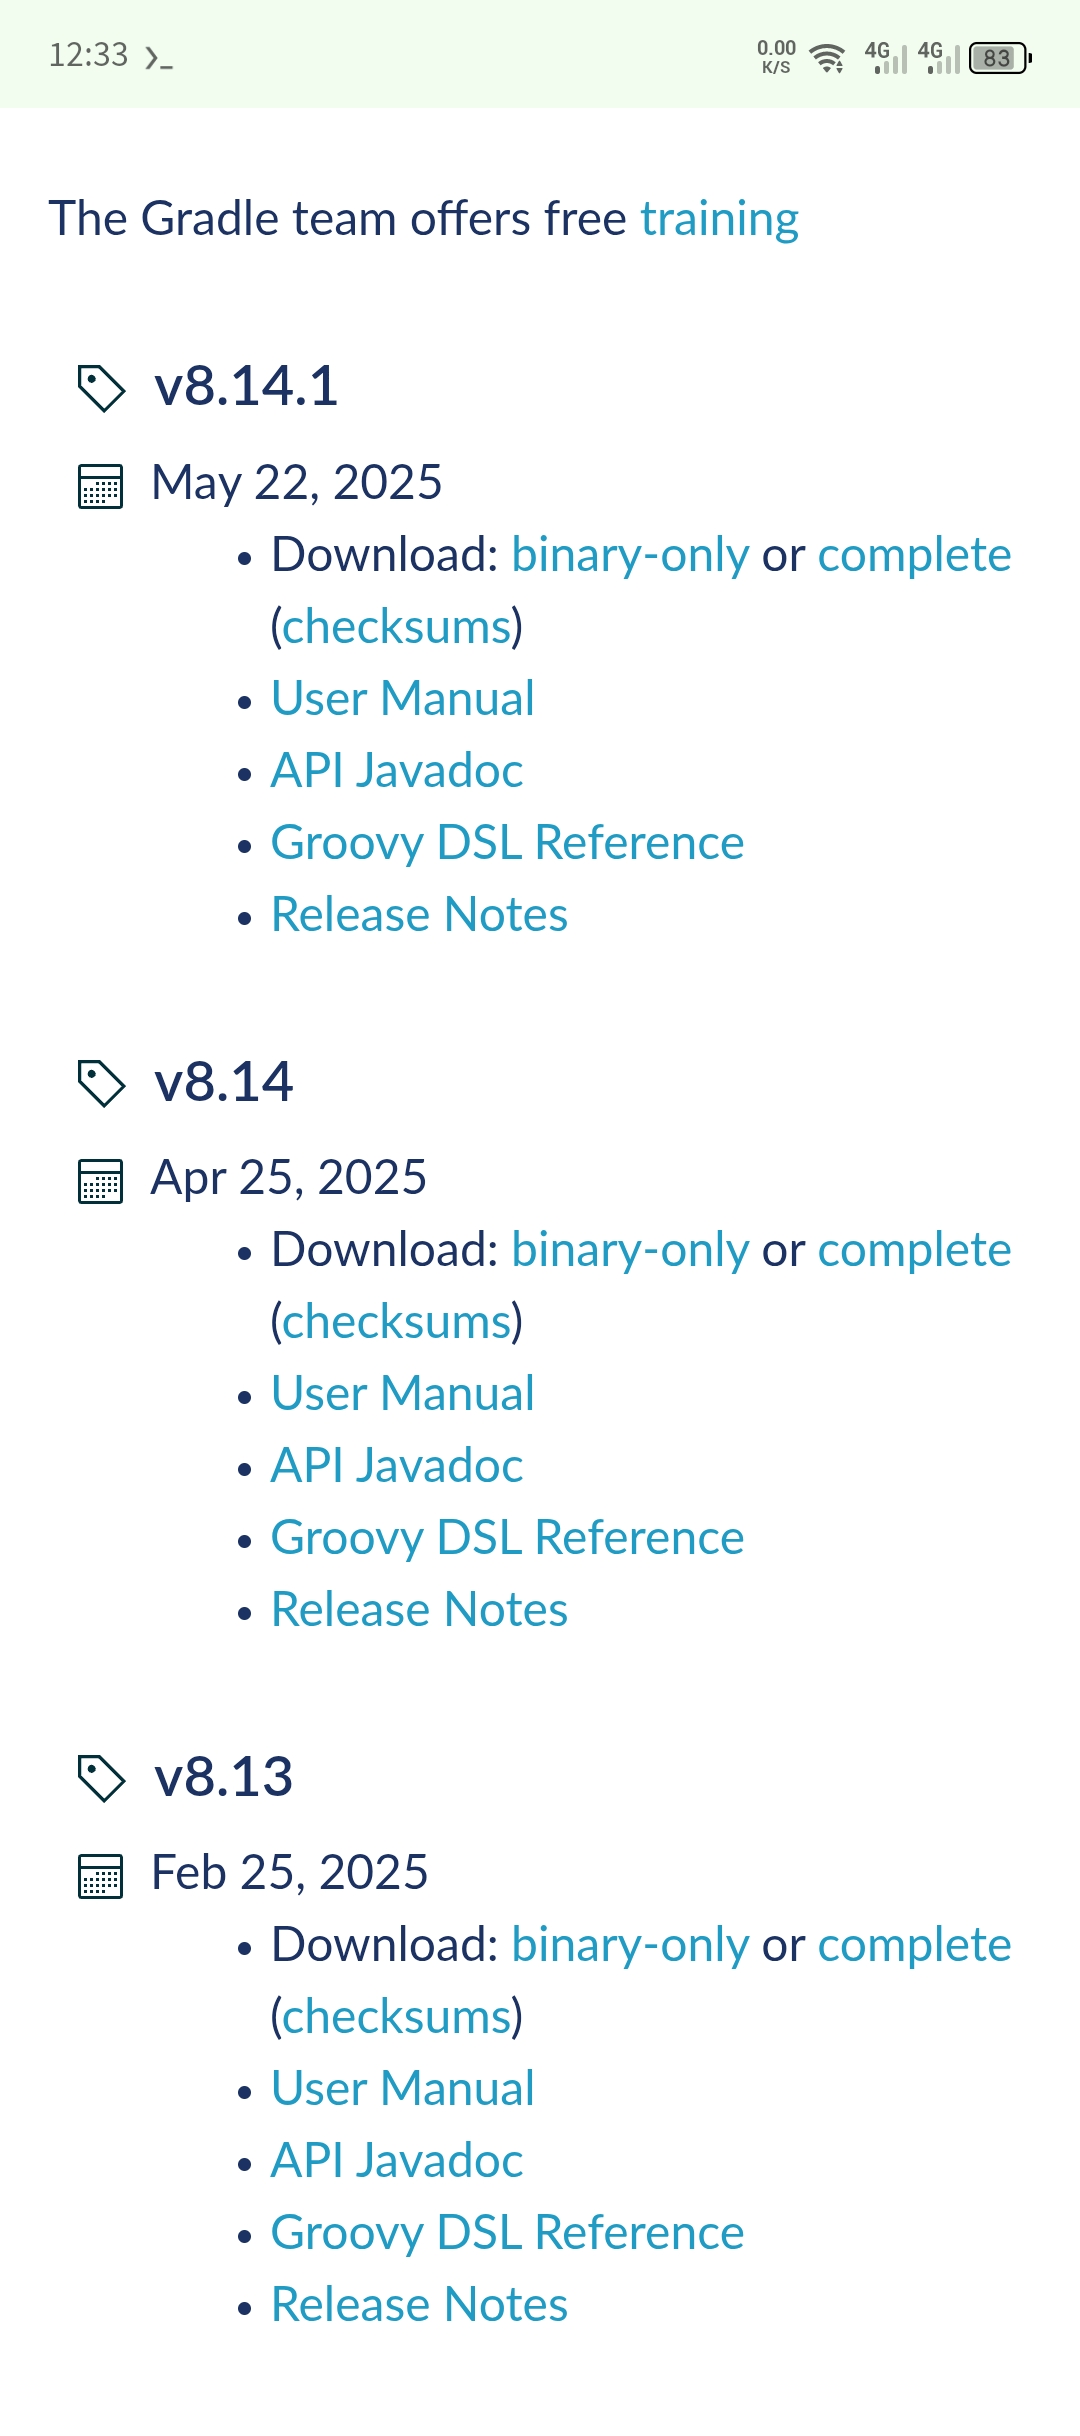 12:33 >_ 0.00 K/S 4G 4G 83
The Gradle team offers free training
v8.14.1
May 22, 2025
• Download: binary-only or complete
(checksums)
• User Manual
• API Javadoc
• Groovy DSL Reference
• Release Notes
v8.14
Apr 25, 2025
• Download: binary-only or complete
(checksums)
• User Manual
• API Javadoc
• Groovy DSL Reference
• Release Notes
v8.13
Feb 25, 2025
• Download: binary-only or complete
(checksums)
• User Manual
• API Javadoc
• Groovy DSL Reference
• Release Notes